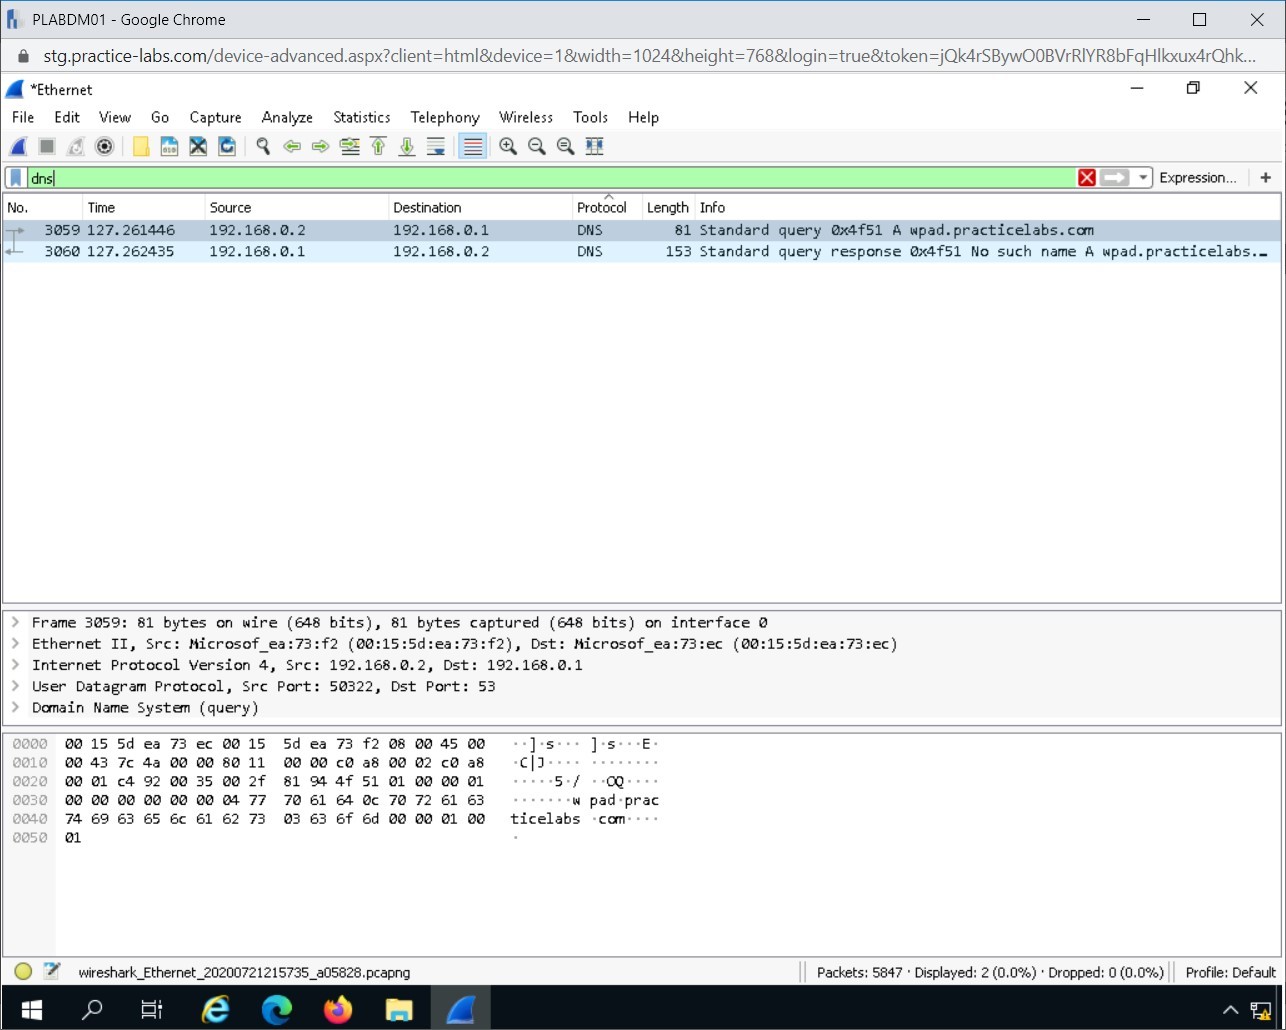 PLABDM01 - Google Chrome
stg.practice-labs.com/device-advanced.aspx?client=html&device=1&width=1024&height=768&login=true&token=jQk4rSBywO0BVrRlYR8bFqHlkxux4rQhk...
*Ethernet
File Edit View Go Capture Analyze Statistics Telephony Wireless Tools Help
dns Expression... +
No. Time Source Destination Protocol Length Info
3059 127.261446 192.168.0.2 192.168.0.1 DNS 81 Standard query 0x4f51 A wpad.practicelabs.com
3060 127.262435 192.168.0.1 192.168.0.2 DNS 153 Standard query response 0x4f51 No such name A wpad.practicelabs.…
Frame 3059: 81 bytes on wire (648 bits), 81 bytes captured (648 bits) on interface 0
Ethernet II, Src: Microsof_ea:73:f2 (00:15:5d:ea:73:f2), Dst: Microsof_ea:73:ec (00:15:5d:ea:73:ec)
Internet Protocol Version 4, Src: 192.168.0.2, Dst: 192.168.0.1
User Datagram Protocol, Src Port: 50322, Dst Port: 53
Domain Name System (query)
0000 00 15 5d ea 73 ec 00 15 5d ea 73 f2 08 00 45 00 ··]·s··· ]·s···E·
0010 00 43 7c 4a 00 00 80 11 00 00 c0 a8 00 02 c0 a8 ·C|J···· ········
0020 00 01 c4 92 00 35 00 2f 81 94 4f 51 01 00 00 01 ·····5·/ ··OQ····
0030 00 00 00 00 00 00 04 77 70 61 64 0c 70 72 61 63 ·······w pad·prac
0040 74 69 63 65 6c 61 62 73 03 63 6f 6d 00 00 01 00 ticelabs ·com····
0050 01 ·
wireshark_Ethernet_20200721215735_a05828.pcapng Packets: 5847 · Displayed: 2 (0.0%) · Dropped: 0 (0.0%) Profile: Default